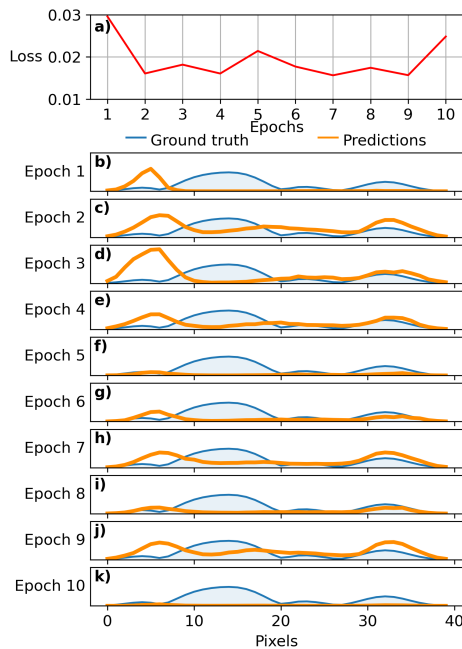 0.03
a)
Loss 0.02
0.01
1 2 3 4 5 6 7 8 9 10
Epochs
Ground truth Predictions
Epoch 1 b)
Epoch 2 c)
Epoch 3 d)
Epoch 4 e)
Epoch 5 f)
Epoch 6 g)
Epoch 7 h)
Epoch 8 i)
Epoch 9 j)
Epoch 10 k)
0 10 20 30 40
Pixels